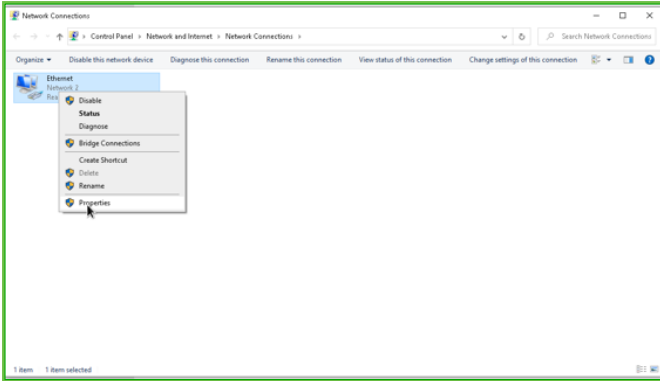 Network Connections
Control Panel › Network and Internet › Network Connections ›
Search Network Connections
Organize Disable this network device Diagnose this connection Rename this connection View status of this connection Change settings of this connection
Ethernet
Network 2
Rea
Disable
Status
Diagnose
Bridge Connections
Create Shortcut
Delete
Rename
Properties
1 item 1 item selected